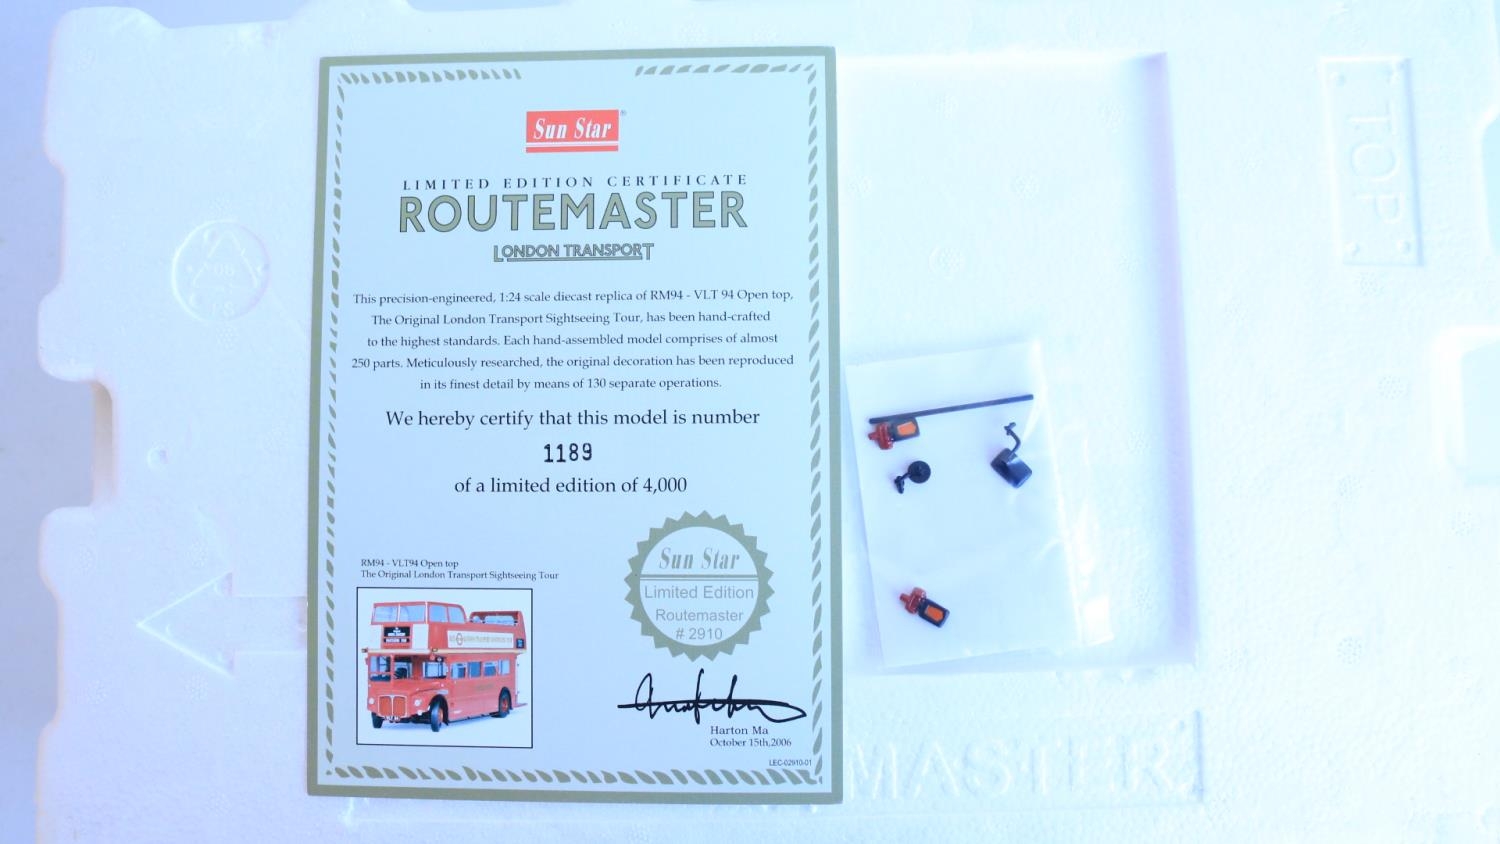 Sun Star ®
LIMITED EDITION CERTIFICATE
ROUTEMASTER
LONDON TRANSPORT
This precision-engineered, 1:24 scale diecast replica of RM94 - VLT 94 Open top,
The Original London Transport Sightseeing Tour, has been hand-crafted
to the highest standards. Each hand-assembled model comprises of almost
250 parts. Meticulously researched, the original decoration has been reproduced
in its finest detail by means of 130 separate operations.
We hereby certify that this model is number
1189
of a limited edition of 4,000
RM94 - VLT94 Open top
The Original London Transport Sightseeing Tour
Sun Star
Limited Edition
Routemaster
# 2910
Harton Ma
October 15th,2006
LEC-02910-01
TOP
06
PS
MASTER